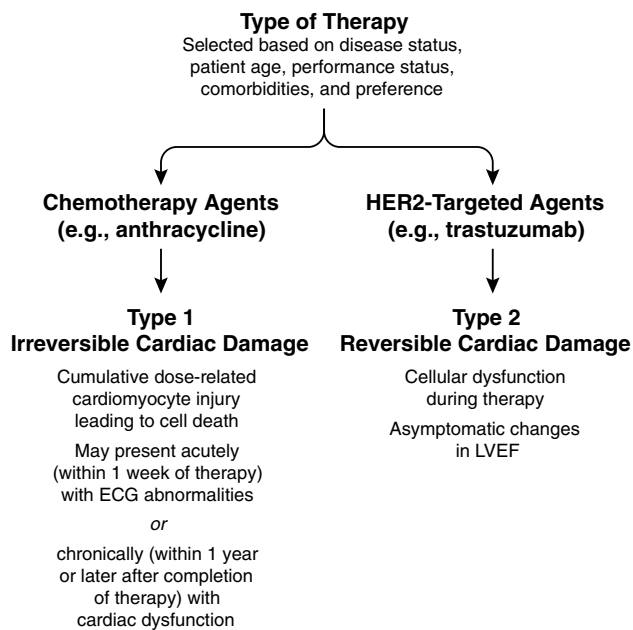 Type of Therapy
Selected based on disease status,
patient age, performance status,
comorbidities, and preference
Chemotherapy Agents
(e.g., anthracycline)
HER2-Targeted Agents
(e.g., trastuzumab)
Type 1
Irreversible Cardiac Damage
Cumulative dose-related
cardiomyocyte injury
leading to cell death
May present acutely
(within 1 week of therapy)
with ECG abnormalities
or
chronically (within 1 year
or later after completion
of therapy) with
cardiac dysfunction
Type 2
Reversible Cardiac Damage
Cellular dysfunction
during therapy
Asymptomatic changes
in LVEF